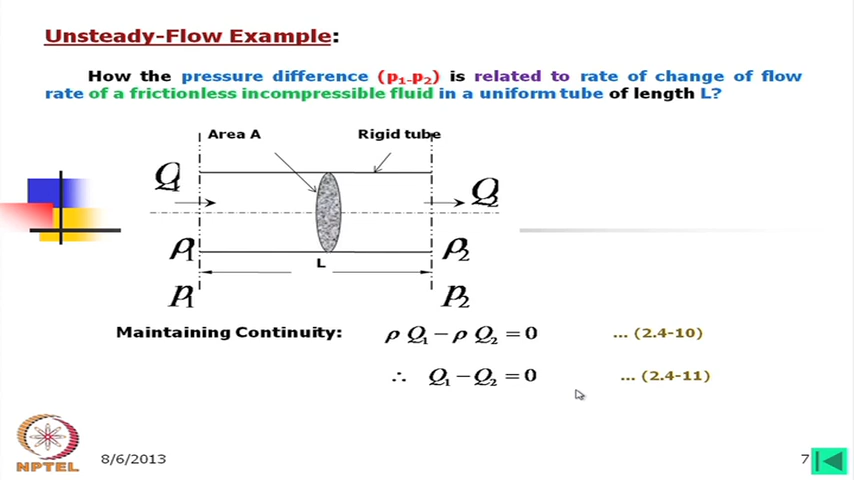 Unsteady-Flow Example:
How the pressure difference (p₁-p₂) is related to rate of change of flow
rate of a frictionless incompressible fluid in a uniform tube of length L?
Area A
Rigid tube
Q₁
Q₂
ρ₁
ρ₂
L
p₁
p₂
Maintaining Continuity: ρ Q₁ − ρ Q₂ = 0 ... (2.4-10)
∴ Q₁ − Q₂ = 0 ... (2.4-11)
NPTEL
8/6/2013
7